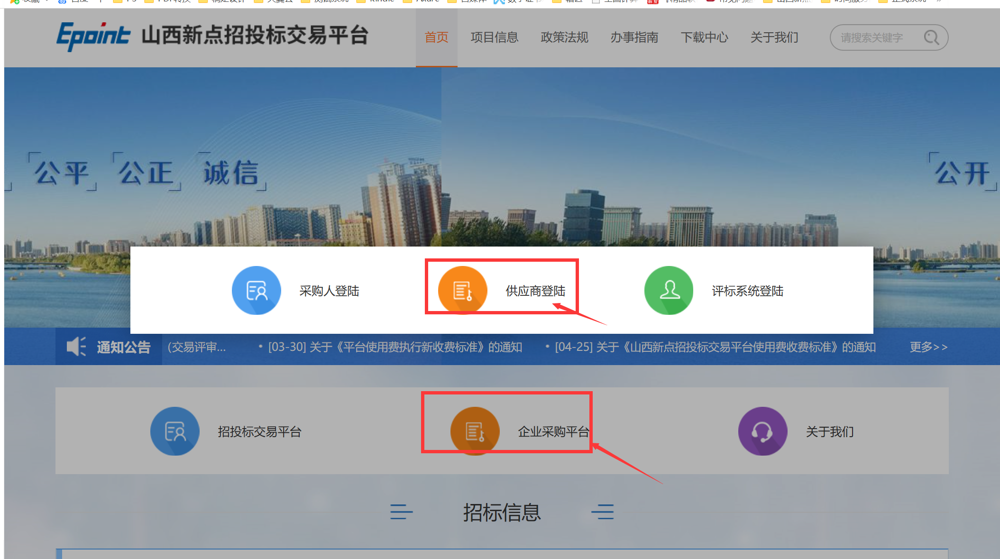 Epoint 山西新点招投标交易平台 首页 项目信息 政策法规 办事指南 下载中心 关于我们 请搜索关键字
公平 公正 诚信 公开
采购人登陆 供应商登陆 评标系统登陆
通知公告 (交易评审... • [03-30] 关于《平台使用费执行新收费标准》的通知 • [04-25] 关于《山西新点招投标交易平台使用费收费标准》的通知 更多>>
招投标交易平台 企业采购平台 关于我们
招标信息